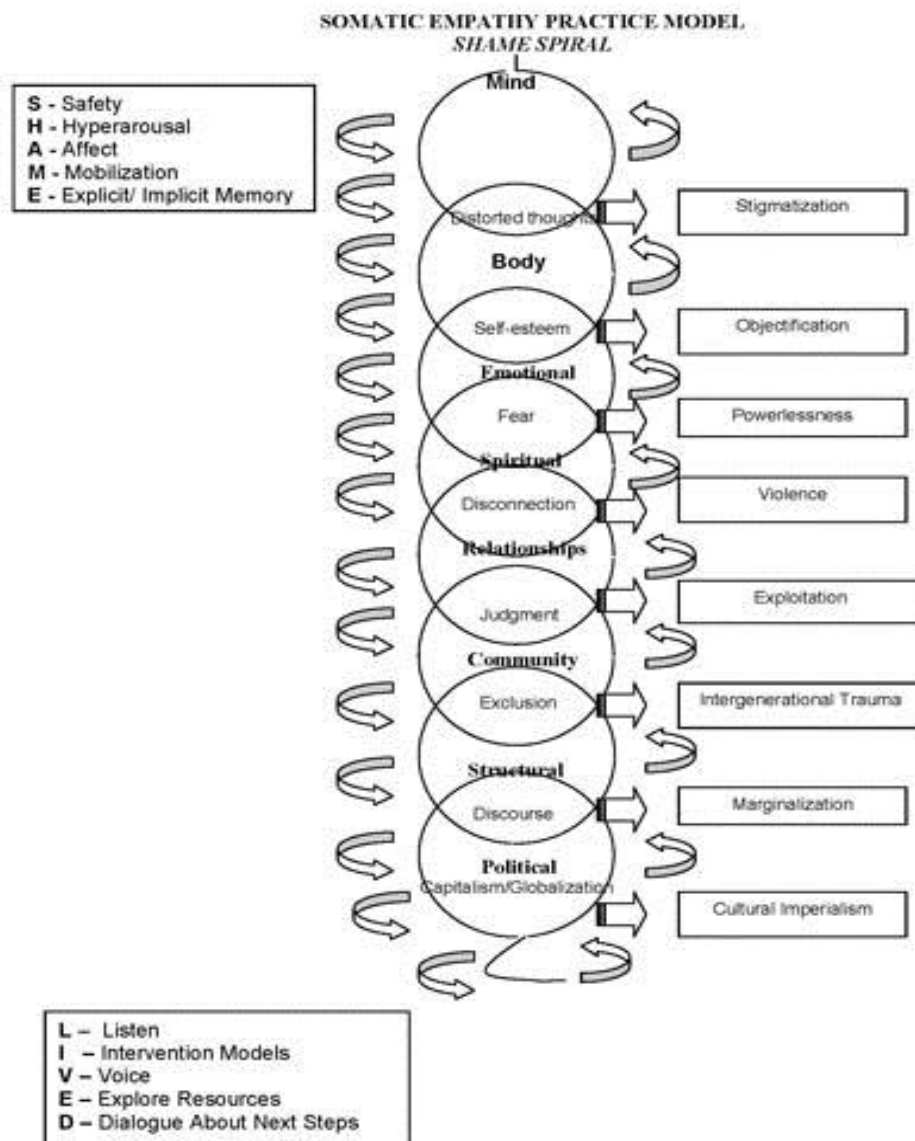 SOMATIC EMPATHY PRACTICE MODEL
SHAME SPIRAL
S - Safety
H - Hyperarousal
A - Affect
M - Mobilization
E - Explicit/ Implicit Memory
Mind
Distorted thoughts
Stigmatization
Body
Self-esteem
Objectification
Emotional
Fear
Powerlessness
Spiritual
Disconnection
Violence
Relationships
Judgment
Exploitation
Community
Exclusion
Intergenerational Trauma
Structural
Discourse
Marginalization
Political
Capitalism/Globalization
Cultural Imperialism
L – Listen
I – Intervention Models
V – Voice
E – Explore Resources
D – Dialogue About Next Steps